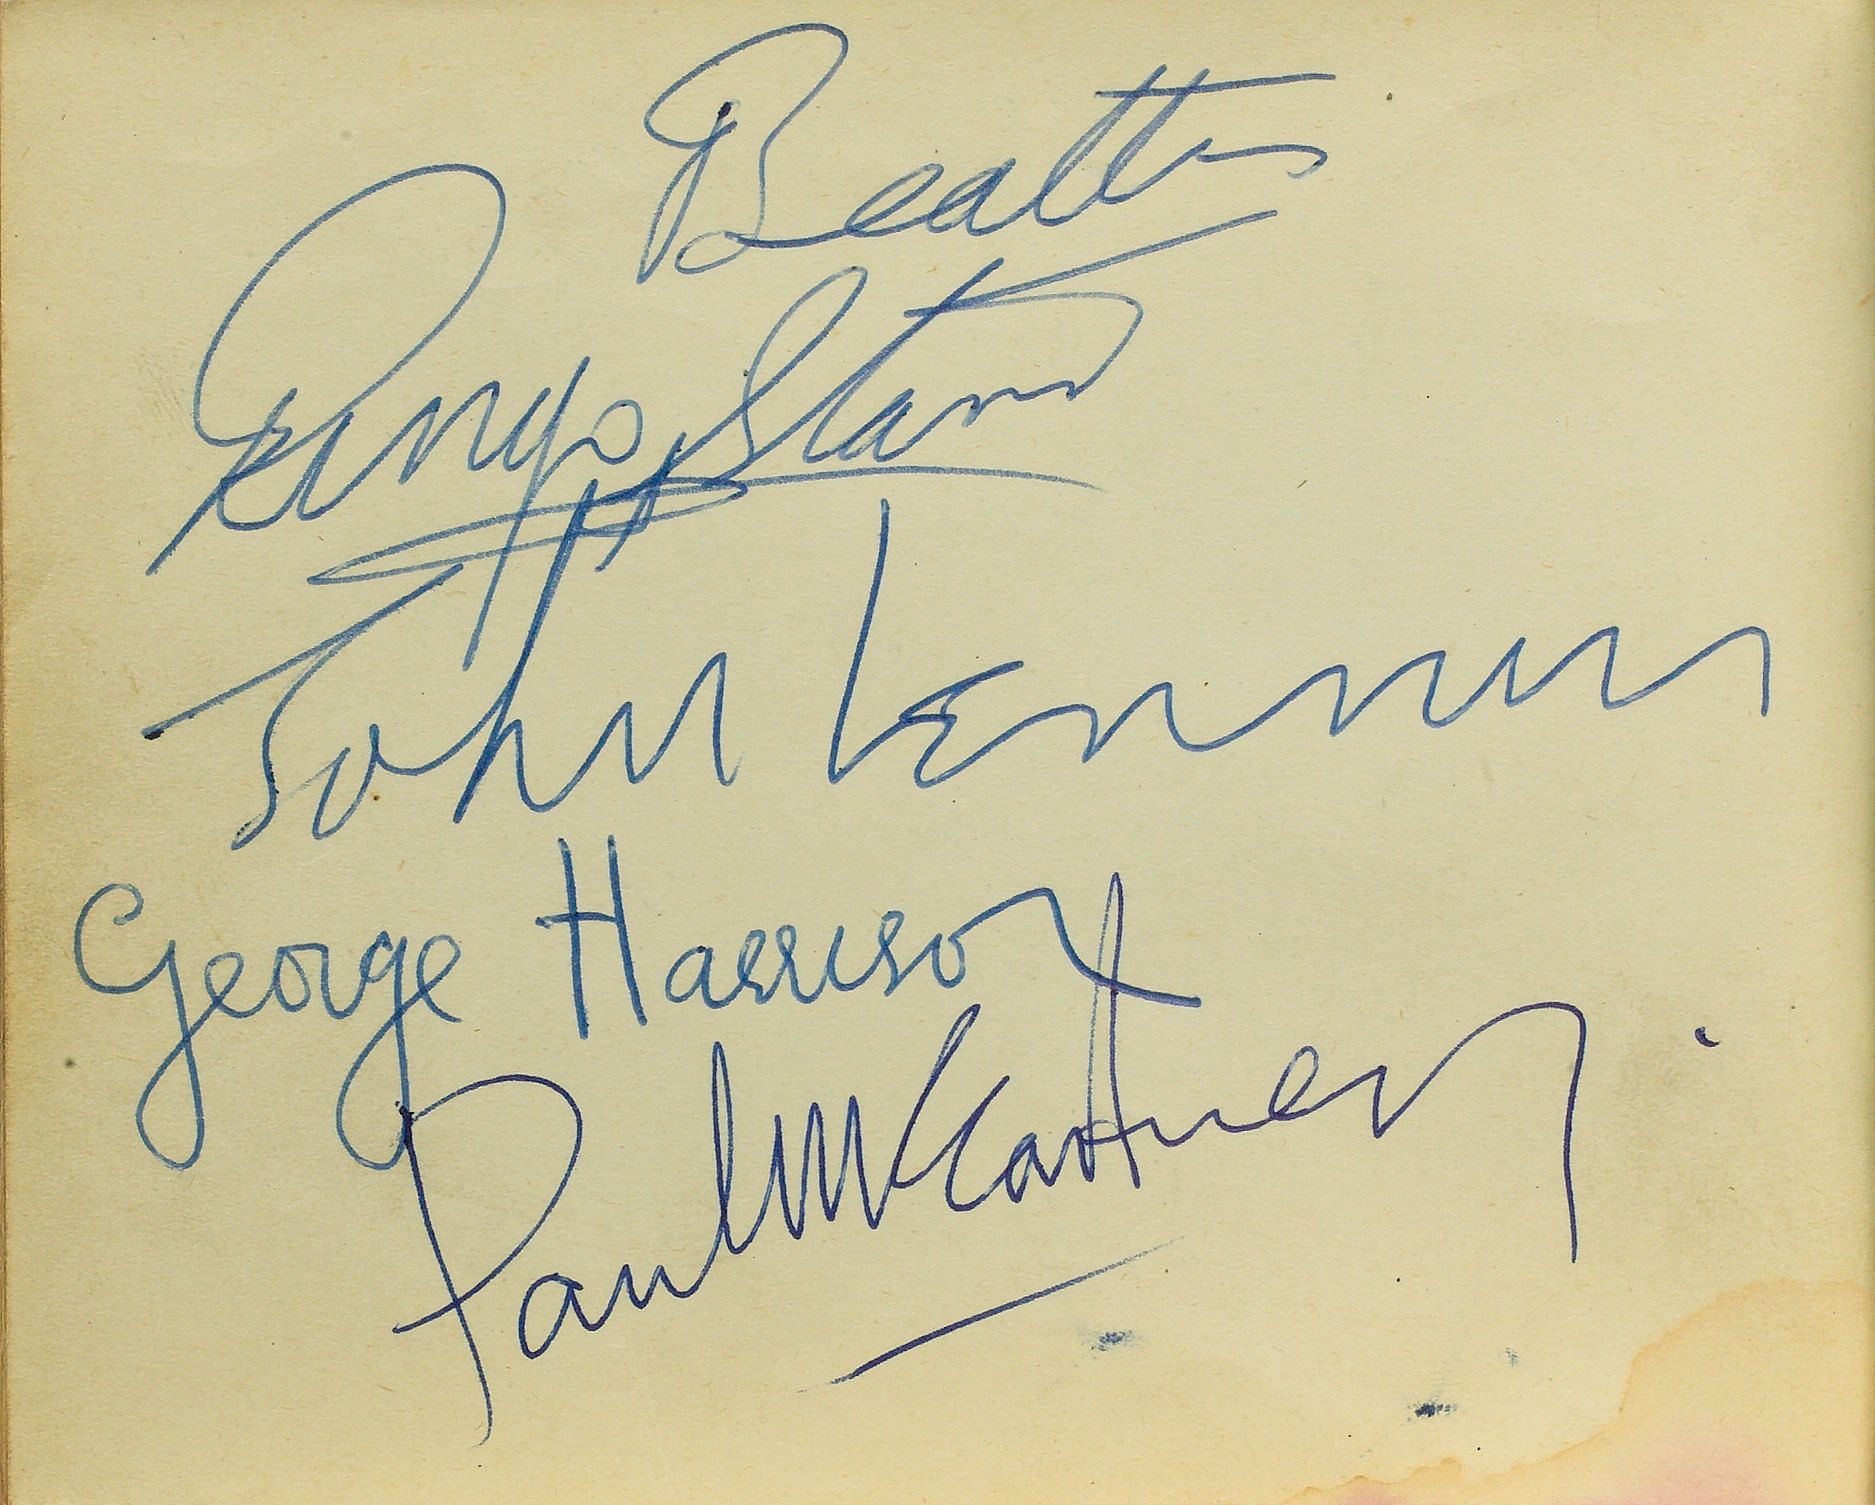 Beatles
Ringo Starr
John Lennon
George Harrison
Paul McCartney